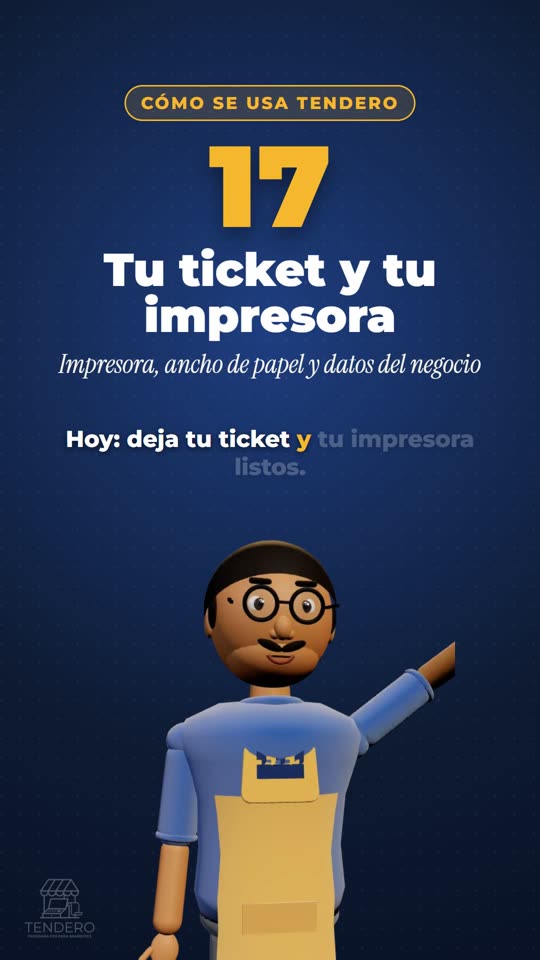 CÓMO SE USA TENDERO
17
Tu ticket y tu
impresora
Impresora, ancho de papel y datos del negocio
Hoy: deja tu ticket y tu impresora
listos.
TENDERO